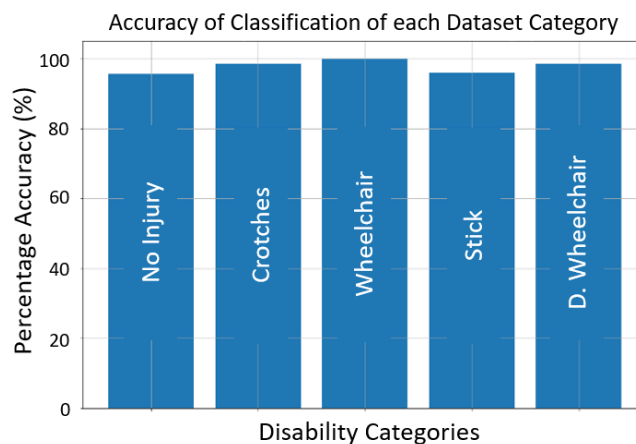 Accuracy of Classification of each Dataset Category
Percentage Accuracy (%)
100
80
60
40
20
0
No Injury
Crotches
Wheelchair
Stick
D. Wheelchair
Disability Categories